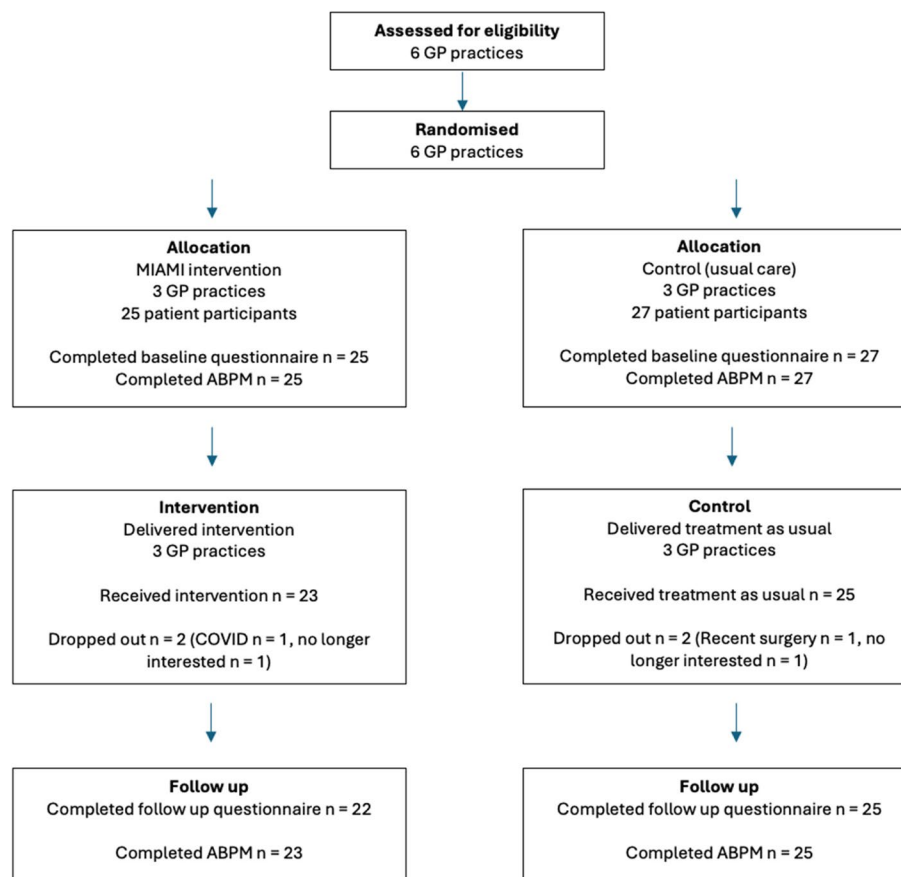 Assessed for eligibility
6 GP practices
Randomised
6 GP practices
Allocation
MIAMI intervention
3 GP practices
25 patient participants
Completed baseline questionnaire n = 25
Completed ABPM n = 25
Allocation
Control (usual care)
3 GP practices
27 patient participants
Completed baseline questionnaire n = 27
Completed ABPM n = 27
Intervention
Delivered intervention
3 GP practices
Received intervention n = 23
Dropped out n = 2 (COVID n = 1, no longer
interested n = 1)
Control
Delivered treatment as usual
3 GP practices
Received treatment as usual n = 25
Dropped out n = 2 (Recent surgery n = 1, no
longer interested n = 1)
Follow up
Completed follow up questionnaire n = 22
Completed ABPM n = 23
Follow up
Completed follow up questionnaire n = 25
Completed ABPM n = 25